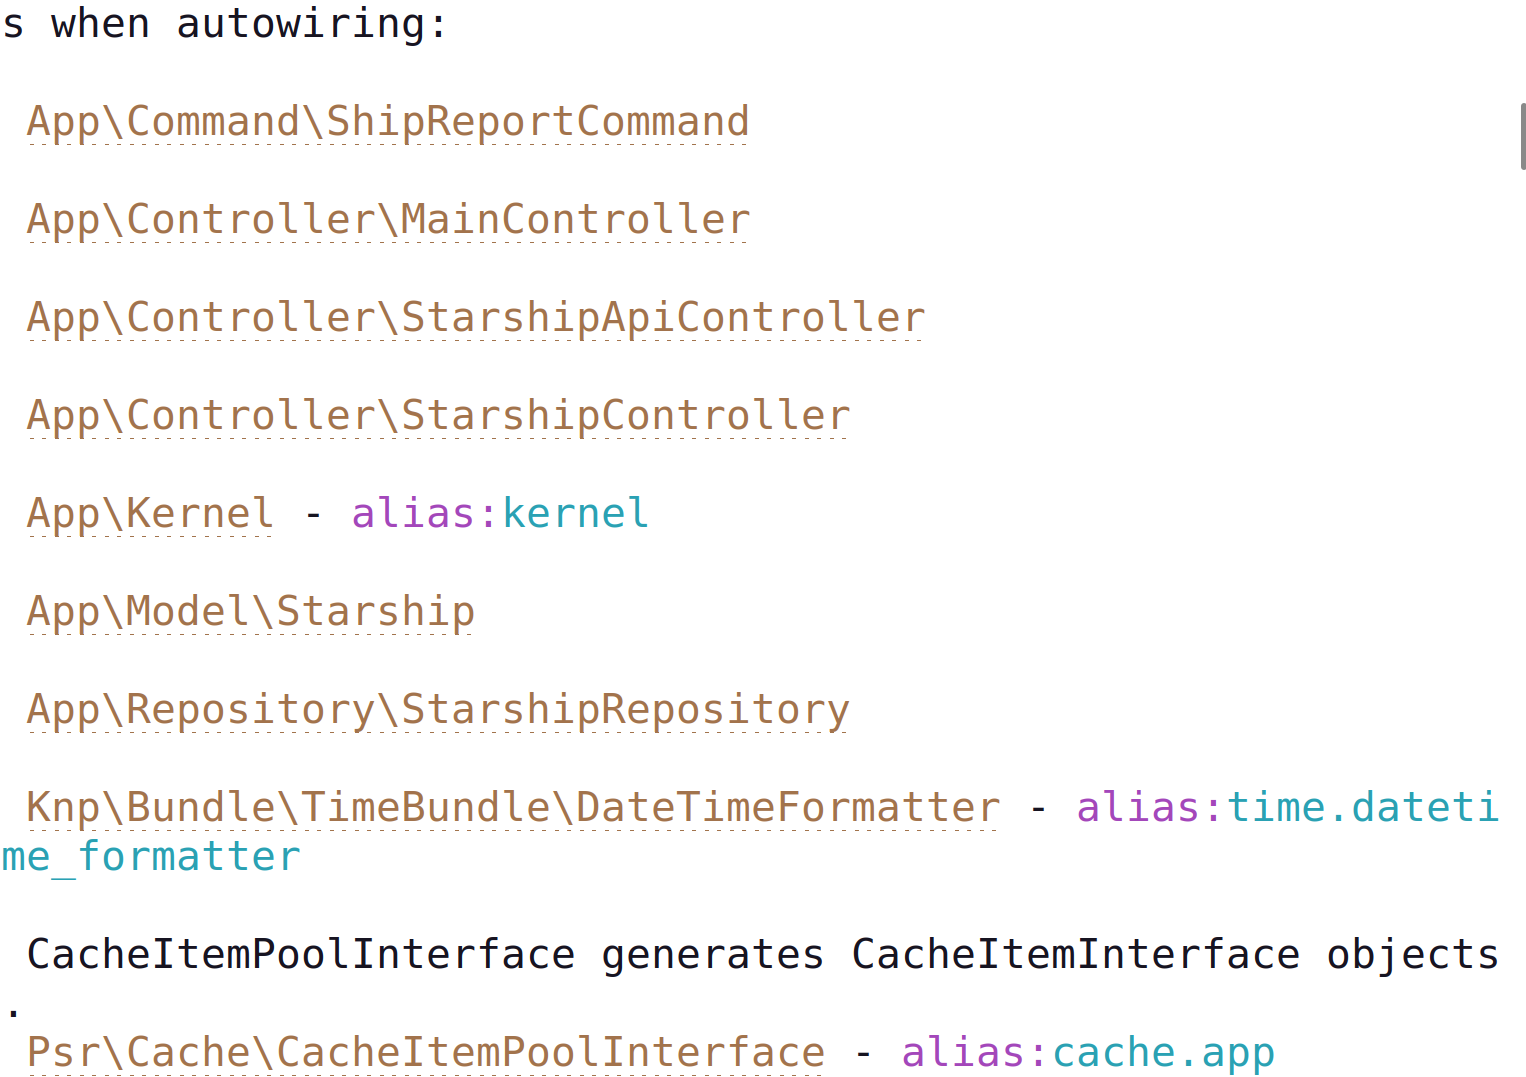 s when autowiring:
App\Command\ShipReportCommand
App\Controller\MainController
App\Controller\StarshipApiController
App\Controller\StarshipController
App\Kernel - alias:kernel
App\Model\Starship
App\Repository\StarshipRepository
Knp\Bundle\TimeBundle\DateTimeFormatter - alias:time.dateti
me_formatter
CacheItemPoolInterface generates CacheItemInterface objects
.
Psr\Cache\CacheItemPoolInterface - alias:cache.app